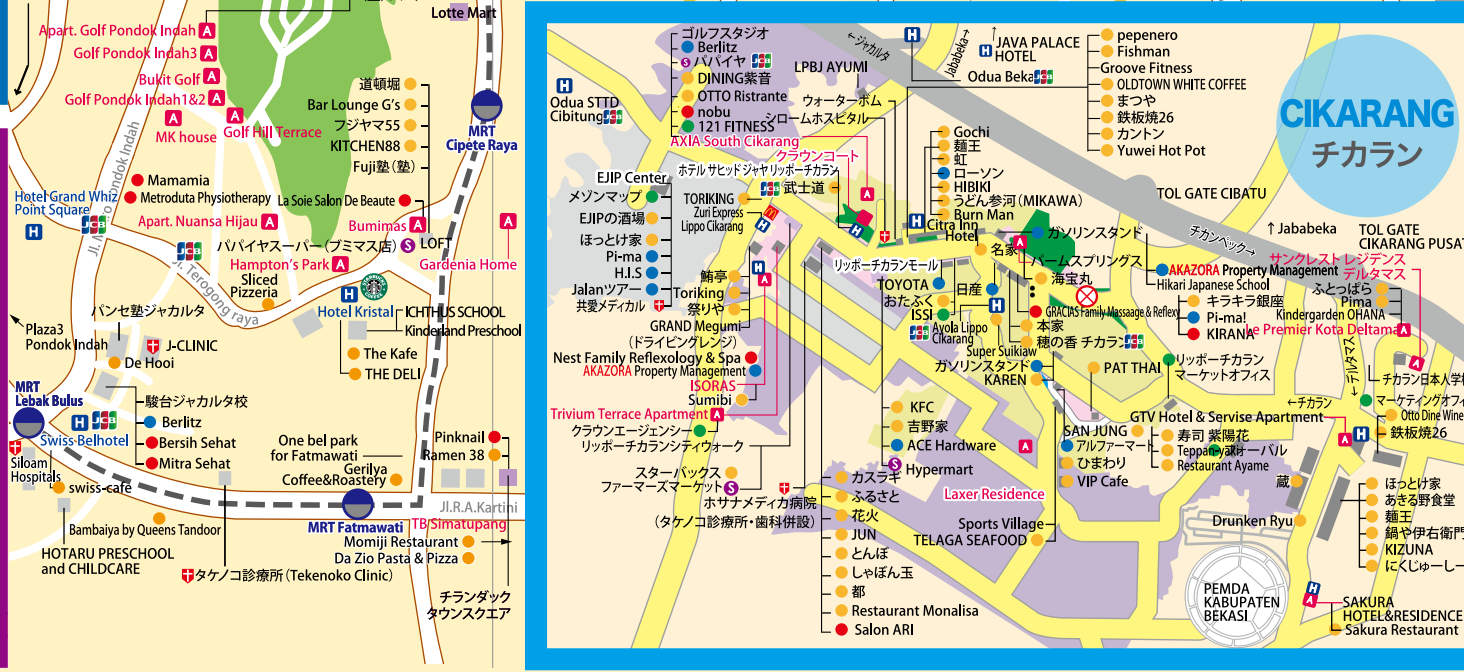 Lotte Mart
Apart. Golf Pondok Indah
Golf Pondok Indah3
Bukit Golf
Golf Pondok Indah1&2
MK house
Golf Hill Terrace
道頓堀
Bar Lounge G's
フジヤマ55
KITCHEN88
Fuji塾(塾)
MRT
Cipete Raya
Mamamia
Metroduta Physiotherapy
La Soie Salon De Beaute
Hotel Grand Whiz
Point Square
JCB
Apart. Nuansa Hijau
Bumimas
パパイヤスーパー(ブミマス店)
LOFT
Hampton's Park
Gardenia Home
Sliced
Pizzeria
Jl. Terogong raya
Hotel Kristal
ICHTHUS SCHOOL
Kinderland Preschool
パンセ塾ジャカルタ
Plaza3
Pondok Indah
J-CLINIC
De Hooi
The Kafe
THE DELI
MRT
Lebak Bulus
駿台ジャカルタ校
Berlitz
Swiss Belhotel
JCB
Bersih Sehat
Mitra Sehat
Siloam
Hospitals
swiss-cafe
One bel park
for Fatmawati
Gerilya
Coffee&Roastery
Pinknail
Ramen 38
Jl.R.A.Kartini
Bambaiya by Queens Tandoor
MRT Fatmawati
TB Simatupang
Momiji Restaurant
Da Zio Pasta & Pizza
HOTARU PRESCHOOL
and CHILDCARE
タケノコ診療所(Tekenoko Clinic)
チランダック
タウンスクエア
CIKARANG
チカラン
ゴルフスタジオ
Berlitz
パパイヤ
DINING紫音
OTTO Ristrante
nobu
121 FITNESS
AXIA South Cikarang
Odua STTD
Cibitung
LPBJ AYUMI
ウォーターボム
シロームホスピタル
クラウンコート
←ジャカルタ
Jababeka→
JAVA PALACE
HOTEL
Odua Beka
pepenero
Fishman
Groove Fitness
OLDTOWN WHITE COFFEE
まつや
鉄板焼26
カントン
Yuwei Hot Pot
EJIP Center
メゾンマップ
EJIPの酒場
ほっとけ家
Pi-ma
H.I.S
Jalanツアー
共愛メディカル
ホテル サヒッド ジャヤ リッポーチカラン
武士道
TORIKING
Zuri Express
Lippo Cikarang
Gochi
麺王
虹
ローソン
HIBIKI
うどん参河(MIKAWA)
Burn Man
Citra Inn
Hotel
名家
ガソリンスタンド
パームスプリングス
海宝丸
TOL GATE CIBATU
チカンペック→
↑Jababeka
TOL GATE
CIKARANG PUSAT
サンクレスト レジデンス
デルタマス
AKAZORA Property Management
Hikari Japanese School
キラキラ銀座
Pi-ma!
KIRANA
ふとっぱら
Pima
Kindergarden OHANA
Le Premier Kota Deltamas
リッポーチカランモール
TOYOTA
おたふく
ISSI
日産
Ayola Lippo
Cikarang
GRACIAS Family Massaage & Reflexy
本家
穂の香 チカラン
Super Suikiaw
ガソリンスタンド
KAREN
PAT THAI
リッポーチカラン
マーケットオフィス
鮪亭
Toriking
祭りや
GRAND Megumi
(ドライビングレンジ)
Nest Family Reflexology & Spa
AKAZORA Property Management
ISORAS
Sumibi
Trivium Terrace Apartment
クラウンエージェンシー
リッポーチカランシティウォーク
スターバックス
ファーマーズマーケット
ホサナメディカ病院
(タケノコ診療所・歯科併設)
KFC
吉野家
ACE Hardware
Hypermart
カスラギ
ふるさと
花火
JUN
とんぼ
しゃぼん玉
都
Restaurant Monalisa
Salon ARI
Laxer Residence
Sports Village
TELAGA SEAFOOD
SAN JUNG
アルファーマート
ひまわり
VIP Cafe
GTV Hotel & Servise Apartment
寿司 紫陽花
Restaurant Ayame
←チカラン
←デルタマス
チカラン日本人学
マーケティングオフィ
Otto Dine Wine
鉄板焼26
蔵
Drunken Ryu
ほっとけ家
あきる野食堂
麺王
鍋や伊右衛門
KIZUNA
にくじゅーしー
PEMDA
KABUPATEN
BEKASI
SAKURA
HOTEL&RESIDENCE
Sakura Restaurant